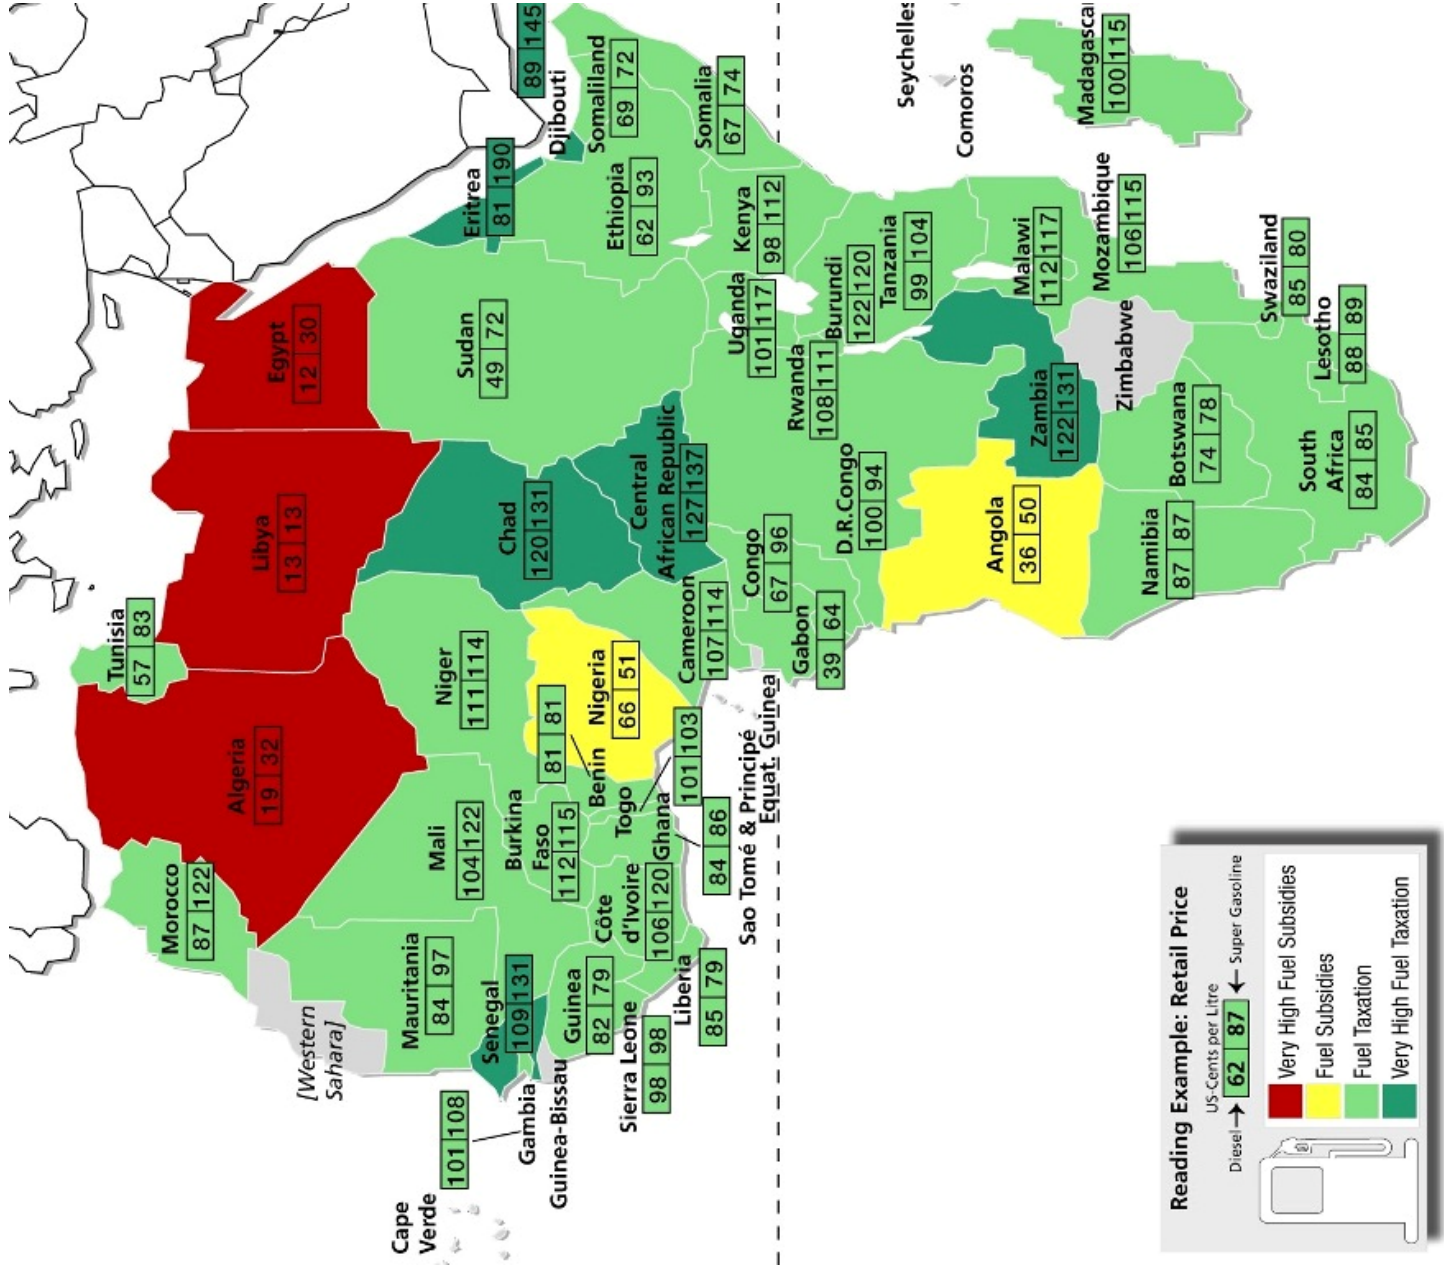 Morocco
87 122
Algeria
19 32
Tunisia
57 83
Libya
13 13
Egypt
12 30
[Western
Sahara]
Mauritania
84 97
Mali
104 122
Niger
111 114
Chad
120 131
Sudan
49 72
Eritrea
81 190
Djibouti
89 145
Somaliland
69 72
Ethiopia
62 93
Somalia
67 74
Cape
Verde
101 108
Gambia
Senegal
109 131
Guinea-Bissau
Guinea
82 79
Sierra Leone
98 98
Liberia
85 79
Côte
d'Ivoire
106 120
Burkina
Faso
112 115
Ghana
84 86
Togo
101 103
Benin
81 81
Nigeria
66 51
Cameroon
107 114
Central
African Republic
127 137
Sao Tomé & Principé
Equat. Guinea
Gabon
39 64
Congo
67 96
D.R.Congo
100 94
Uganda
101 117
Kenya
98 112
Rwanda
108 111
Burundi
122 120
Tanzania
99 104
Seychelles
Comoros
Angola
36 50
Zambia
122 131
Malawi
112 117
Mozambique
106 115
Madagascar
100 115
Zimbabwe
Namibia
87 87
Botswana
74 78
South
Africa
84 85
Swaziland
85 80
Lesotho
88 89
Reading Example: Retail Price
US-Cents per Litre
Diesel 62 87 Super Gasoline
Very High Fuel Subsidies
Fuel Subsidies
Fuel Taxation
Very High Fuel Taxation